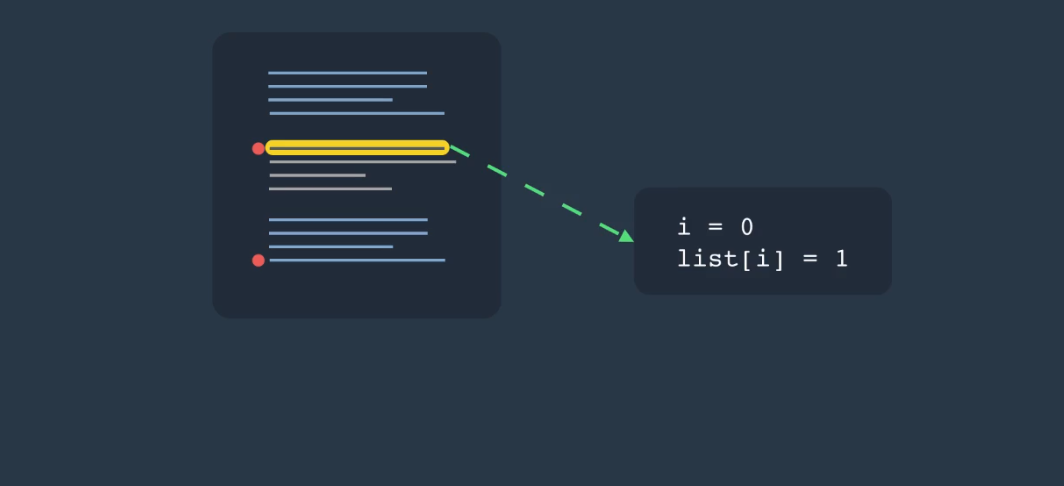 i = 0
list[i] = 1